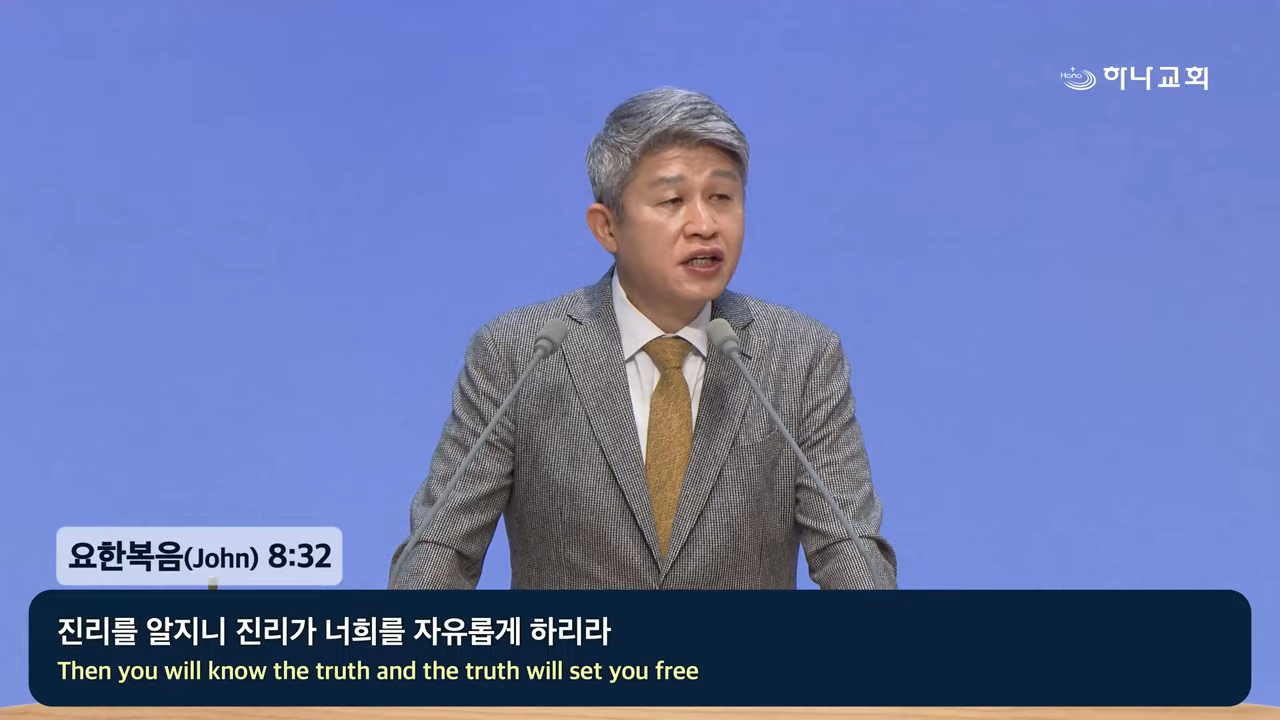 Hana 하나교회
요한복음(John) 8:32
진리를 알지니 진리가 너희를 자유롭게 하리라
Then you will know the truth and the truth will set you free